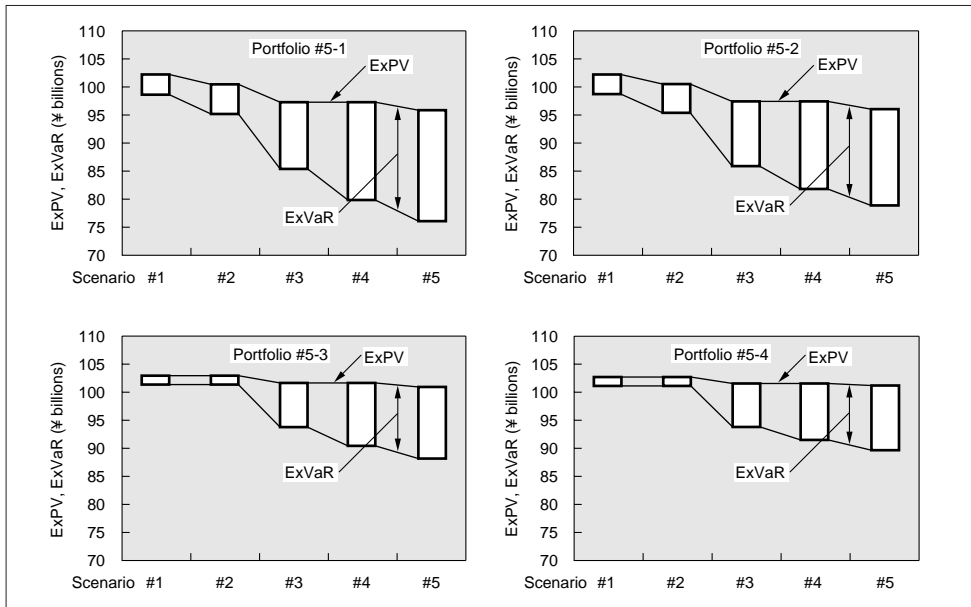 Portfolio #5-1
ExPV
ExVaR
ExPV, ExVaR (¥ billions)
110
105
100
95
90
85
80
75
70
Scenario #1 #2 #3 #4 #5
Portfolio #5-2
ExPV
ExVaR
ExPV, ExVaR (¥ billions)
110
105
100
95
90
85
80
75
70
Scenario #1 #2 #3 #4 #5
Portfolio #5-3
ExPV
ExVaR
ExPV, ExVaR (¥ billions)
110
105
100
95
90
85
80
75
70
Scenario #1 #2 #3 #4 #5
Portfolio #5-4
ExPV
ExVaR
ExPV, ExVaR (¥ billions)
110
105
100
95
90
85
80
75
70
Scenario #1 #2 #3 #4 #5